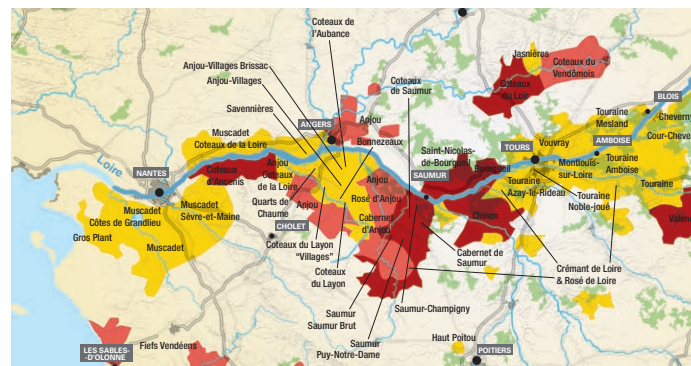 Coteaux de
l'Aubance
Jasnières
Coteaux du
Vendômois
Anjou-Villages Brissac
Anjou-Villages
Savennières
Coteaux
de Saumur
Coteaux
du Loir
BLOIS
Touraine
Mesland
Cheverny
ANGERS
Anjou
Muscadet
Coteaux de la Loire
Bonnezeaux
Saint-Nicolas-
de-Bourgueil
TOURS
Vouvray
AMBOISE
Cour-Cheve
Loire
NANTES
Coteaux
d'Ancenis
Anjou
Coteaux
de la Loire
Anjou
Rosé d'Anjou
SAUMUR
Bourgueil
Montlouis-
sur-Loire
Touraine
Amboise
Touraine
Azay-le-Rideau
Touraine
Touraine
Noble-joué
Quarts de
Chaume
Anjou
Cabernet
d'Anjou
Chinon
Valen
Muscadet
Côtes de Grandlieu
Muscadet
Sèvre-et-Maine
Gros Plant
Muscadet
CHOLET
Coteaux du Layon
"Villages"
Coteaux
du Layon
Cabernet de
Saumur
Crémant de Loire
& Rosé de Loire
Saumur
Saumur Brut
Saumur-Champigny
Saumur
Puy-Notre-Dame
Haut Poitou
POITIERS
Fiefs Vendéens
LES SABLES-
-D'OLONNE